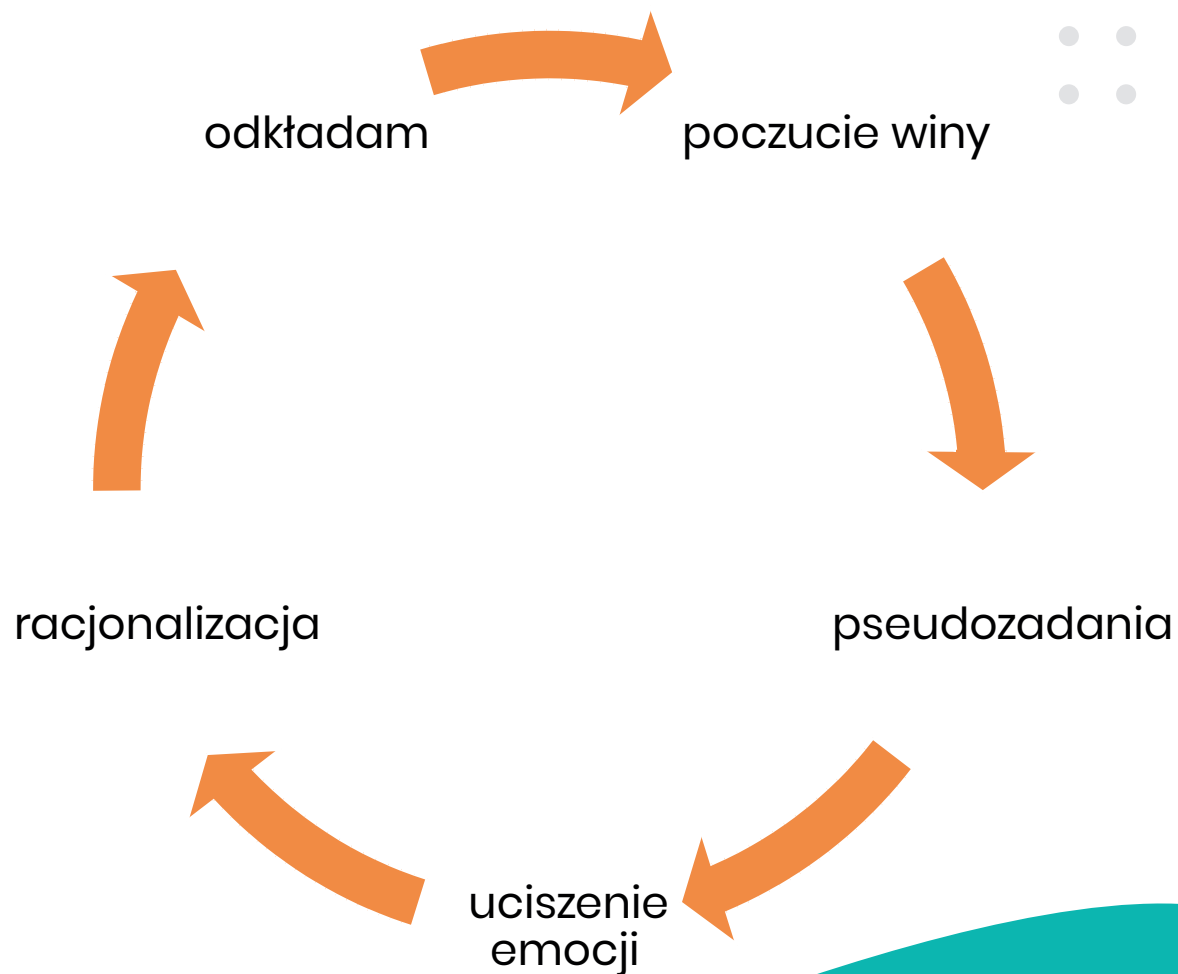 odkładam
poczucie winy
racjonalizacja
pseudozadania
uciszenie
emocji